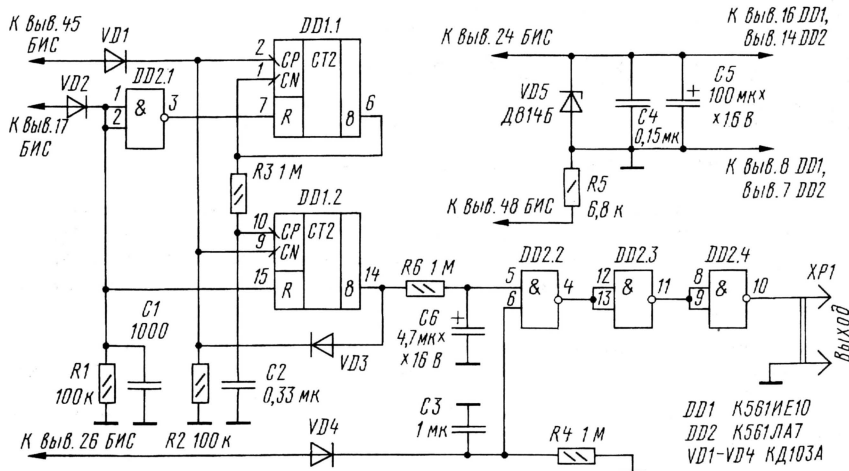 К выв.45
БИС
VD1
VD2
К выв.17
БИС
DD2.1
1
2
&
3
DD1.1
2
1
7
CP
CN
R
CT2
8
6
R3 1 М
DD1.2
10
9
15
CP
CN
R
CT2
8
14
C1
1000
R1
100к
R2 100к
C2
0,33 мк
VD3
R6 1 М
C6
+
4,7мк×
×16 В
C3
1 мк
VD4
К выв. 26 БИС
R4 1 М
К выв.24 БИС
К выв.16 DD1,
выв.14 DD2
VD5
Д814Б
C4
0,15мк
C5
+
100 мк×
×16 В
R5
6,8 к
К выв. 48 БИС
К выв.8 DD1,
выв.7 DD2
DD2.2
5
6
&
4
DD2.3
12
13
&
11
DD2.4
8
9
&
10
XP1
Выход
DD1 К561ИЕ10
DD2 К561ЛА7
VD1-VD4 КД103А